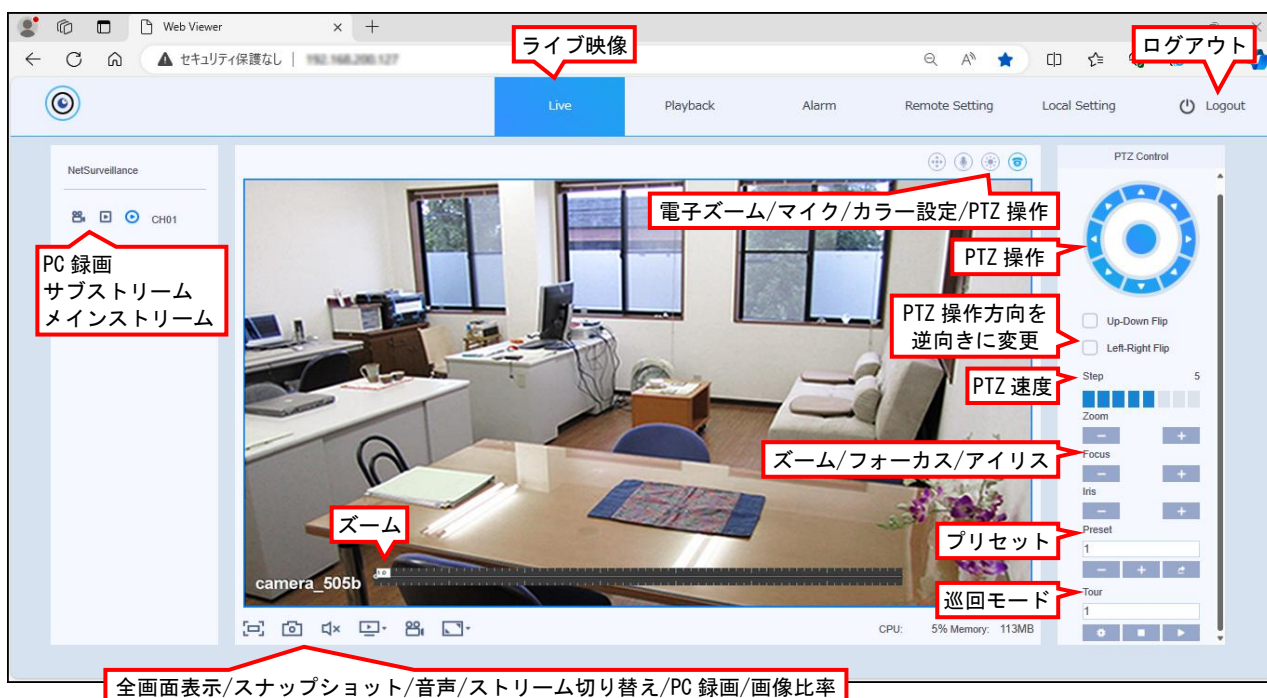 Web Viewer
セキュリティ保護なし
ライブ映像
ログアウト
Live
Playback
Alarm
Remote Setting
Local Setting
Logout
NetSurveillance
CH01
PC 録画
サブストリーム
メインストリーム
電子ズーム/マイク/カラー設定/PTZ 操作
PTZ Control
PTZ 操作
PTZ 操作方向を
逆向きに変更
Up-Down Flip
Left-Right Flip
PTZ 速度
Step 5
Zoom
ズーム/フォーカス/アイリス
Focus
Iris
プリセット
Preset
1
巡回モード
Tour
1
ズーム
camera_505b
CPU: 5% Memory: 113MB
全画面表示/スナップショット/音声/ストリーム切り替え/PC 録画/画像比率